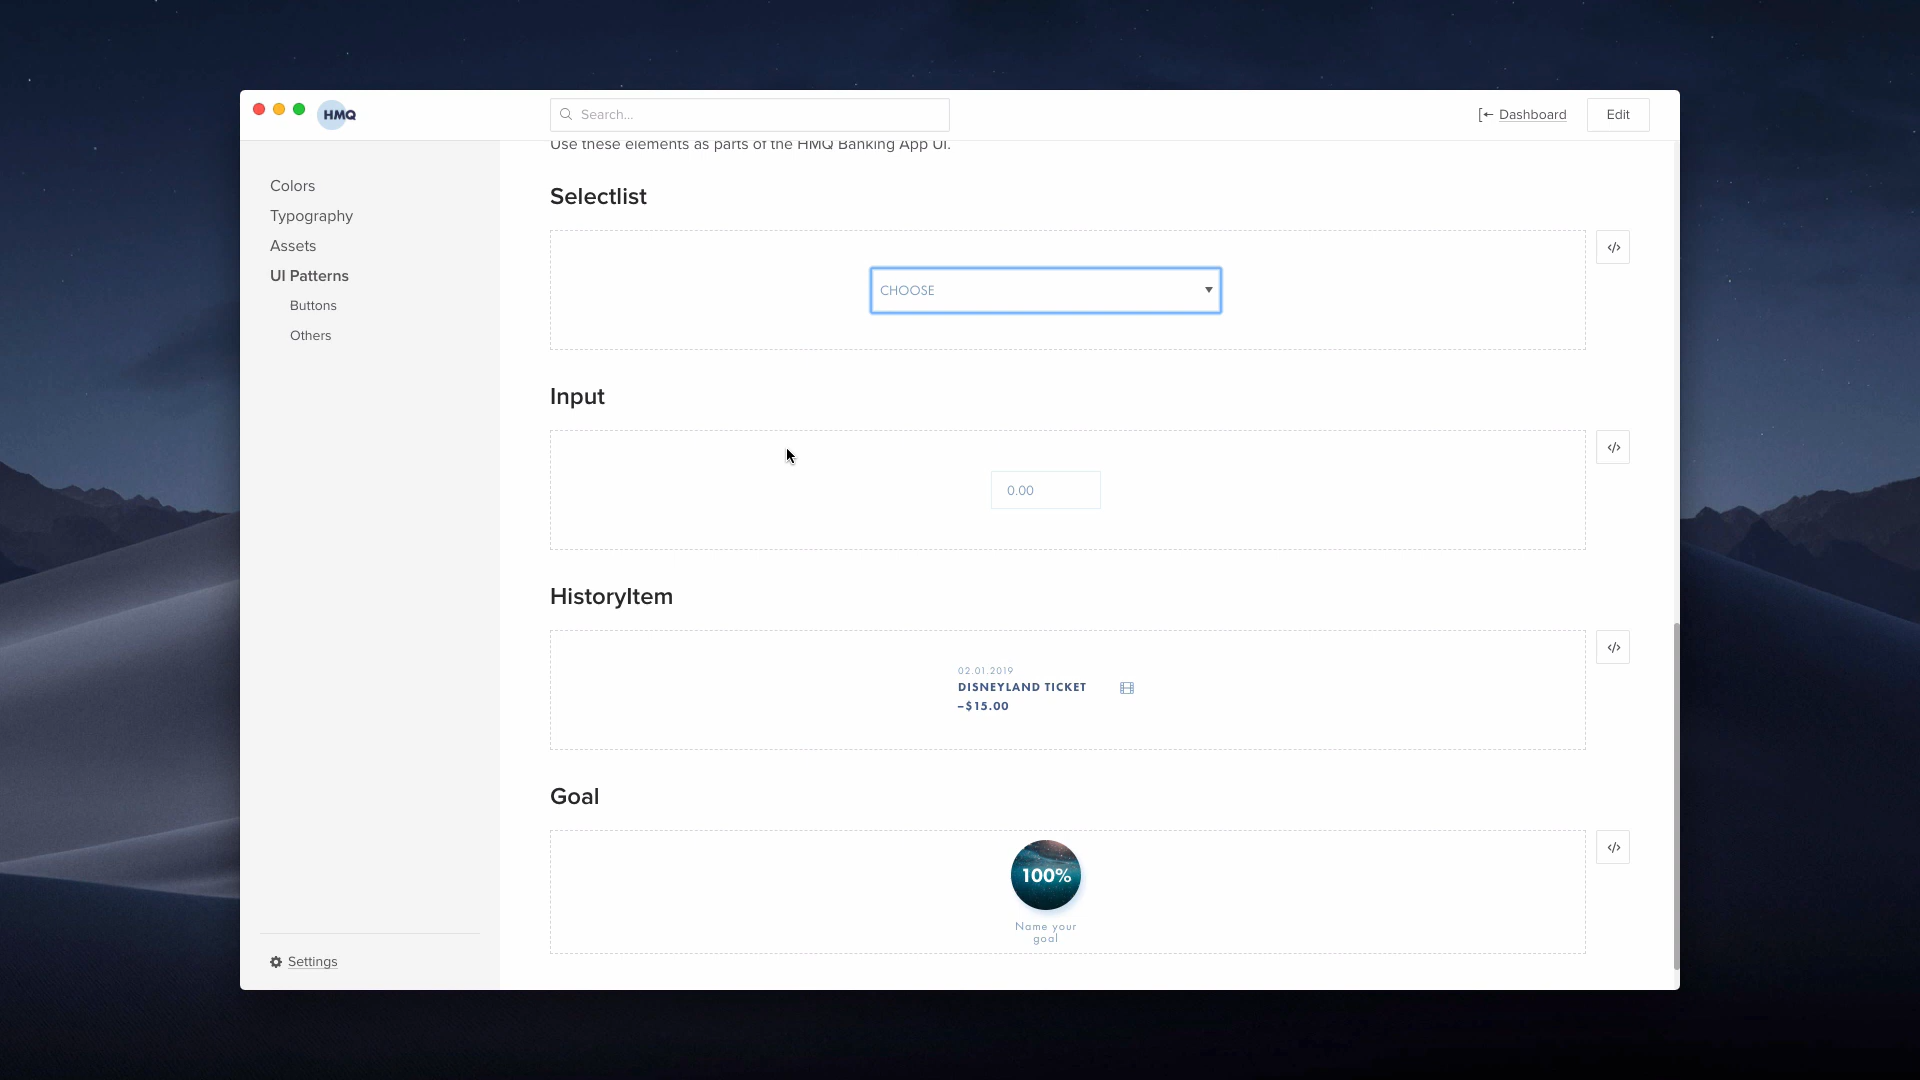 HMQ
Search...
Dashboard
Edit
Use these elements as parts of the HMQ Banking App UI.
Colors
Typography
Assets
UI Patterns
Buttons
Others
Selectlist
</>
CHOOSE
Input
</>
0.00
HistoryItem
</>
02.01.2019
DISNEYLAND TICKET
–$15.00
Goal
</>
100%
Name your
goal
Settings